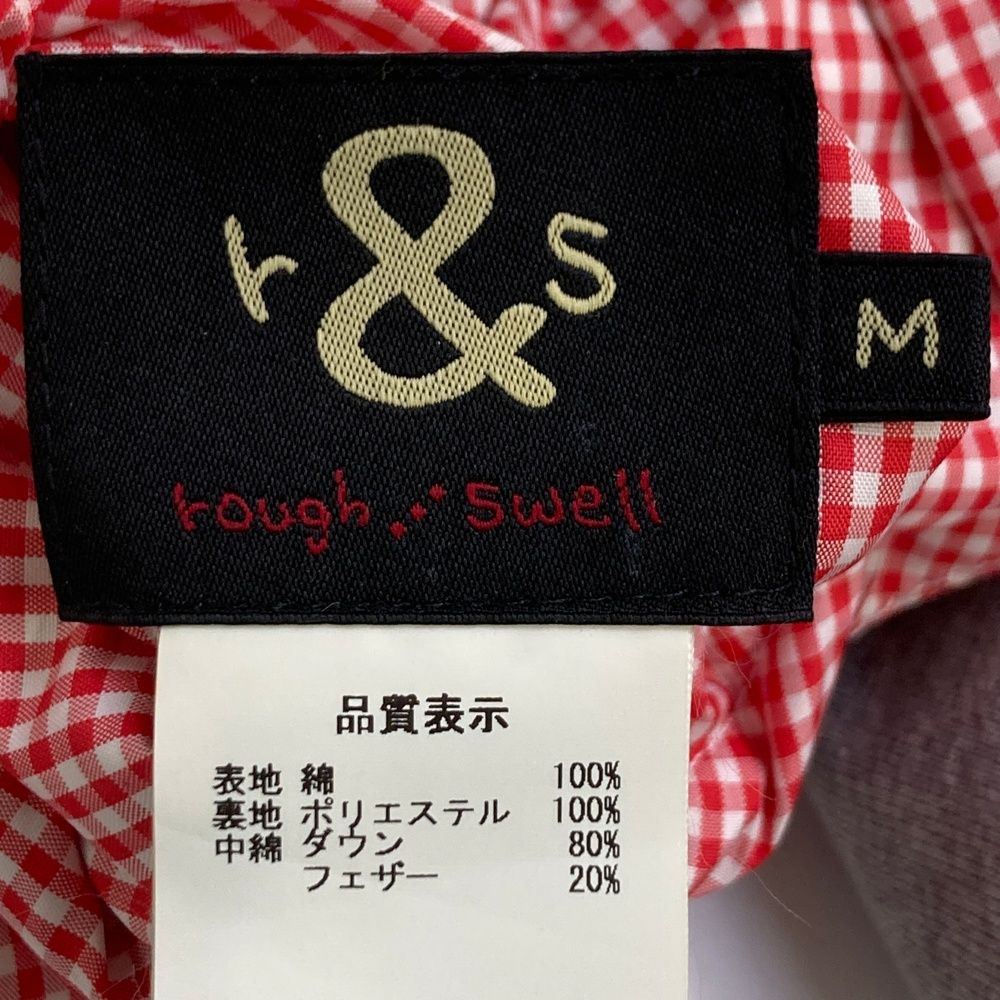 r & s
M
rough swell
品質表示
表地 綿 100%
裏地 ポリエステル 100%
中綿 ダウン 80%
フェザー 20%